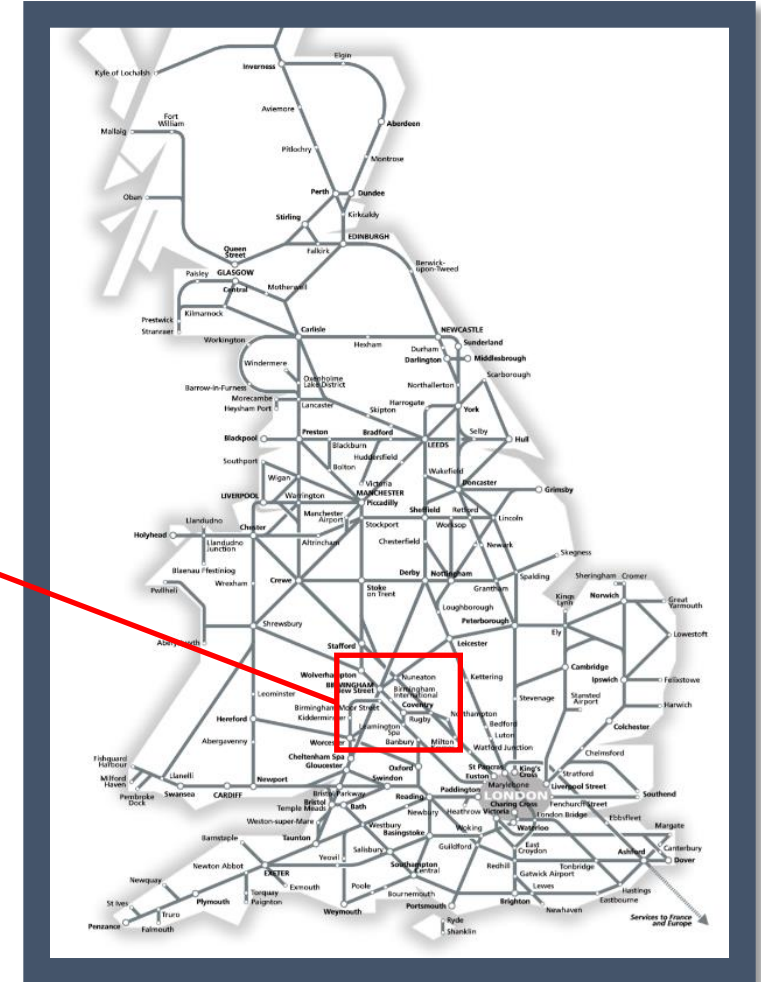 Elgin
Inverness
Kyle of Lochalsh
Aviemore
Fort
William
Aberdeen
Mallaig
Pitlochry
Montrose
Perth
Dundee
Oban
Stirling
Kirkcaldy
EDINBURGH
Queen
Street
Falkirk
Berwick-
upon-Tweed
Paisley
GLASGOW
Central
Motherwell
Prestwick
Kilmarnock
Stranraer
Carlisle
NEWCASTLE
Workington
Hexham
Sunderland
Durham
Darlington
Middlesbrough
Windermere
Scarborough
Oxenholme
Lake District
Northallerton
Barrow-in-Furness
Morecambe
Heysham Port
Lancaster
Harrogate
Skipton
York
Preston
Bradford
Selby
Blackpool
Blackburn
LEEDS
Hull
Huddersfield
Southport
Bolton
Wakefield
Wigan
Victoria
Doncaster
LIVERPOOL
Warrington
MANCHESTER
Piccadilly
Grimsby
Manchester
Airport
Sheffield
Retford
Llandudno
Chester
Stockport
Worksop
Lincoln
Holyhead
Llandudno
Junction
Altrincham
Chesterfield
Newark
Skegness
Blaenau Ffestiniog
Derby
Nottingham
Spalding
Sheringham
Cromer
Pwllheli
Wrexham
Crewe
Stoke
on Trent
Grantham
Kings
Lynn
Norwich
Great
Yarmouth
Loughborough
Shrewsbury
Peterborough
Ely
Lowestoft
Stafford
Leicester
Wolverhampton
Cambridge
BIRMINGHAM
New Street
Nuneaton
Kettering
Ipswich
Felixstowe
Leominster
Birmingham
International
Stansted
Airport
Birmingham Moor Street
Coventry
Stevenage
Harwich
Hereford
Kidderminster
Leamington
Spa
Rugby
Northampton
Bedford
Colchester
Abergavenny
Worcester
Banbury
Milton
Luton
Watford Junction
Chelmsford
Fishguard
Harbour
Cheltenham Spa
Gloucester
Oxford
St Pancras
King's
Cross
Llanelli
Newport
Swindon
Euston
Stratford
Milford
Haven
Marylebone
Liverpool Street
Pembroke
Dock
Swansea
CARDIFF
Bristol Parkway
Reading
Paddington
LONDON
Southend
Bristol
Temple Meads
Bath
Newbury
Heathrow
Victoria
Charing Cross
Fenchurch Street
London Bridge
Ebbsfleet
Weston-super-Mare
Westbury
Basingstoke
Woking
Waterloo
Margate
Barnstaple
Taunton
Salisbury
Guildford
East
Croydon
Canterbury
Yeovil
Ashford
Dover
Newton Abbot
Southampton
Central
Redhill
Tonbridge
Newquay
EXETER
Gatwick Airport
Exmouth
Poole
Lewes
Hastings
St Ives
Plymouth
Torquay
Paignton
Bournemouth
Eastbourne
Truro
Weymouth
Portsmouth
Brighton
Newhaven
Penzance
Falmouth
Ryde
Shanklin
Services to France
and Europe